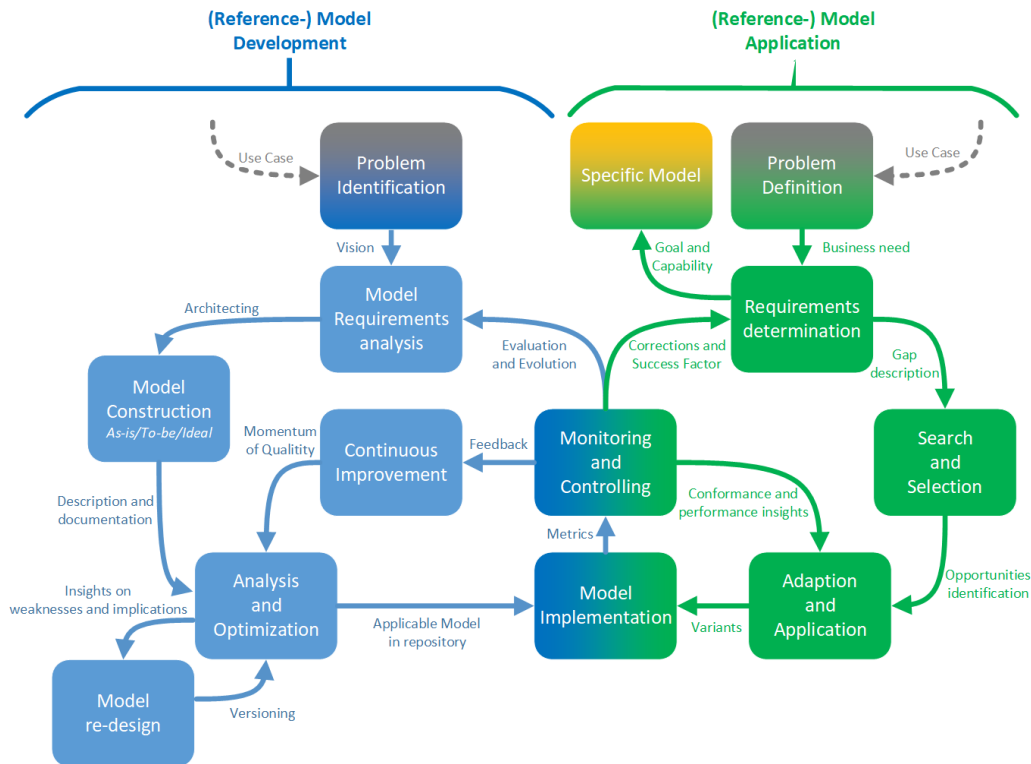 (Reference-) Model
Development
(Reference-) Model
Application
Use Case
Problem
Identification
Specific Model
Problem
Definition
Use Case
Vision
Goal and
Capability
Business need
Architecting
Model
Requirements
analysis
Evaluation
and Evolution
Corrections and
Success Factor
Requirements
determination
Gap
description
Model
Construction
As-is/To-be/Ideal
Momentum
of Qualitity
Continuous
Improvement
Feedback
Monitoring
and
Controlling
Search
and
Selection
Description and
documentation
Conformance and
performance insights
Metrics
Insights on
weaknesses and implications
Analysis
and
Optimization
Applicable Model
in repository
Model
Implementation
Variants
Adaption
and
Application
Opportunities
identification
Model
re-design
Versioning